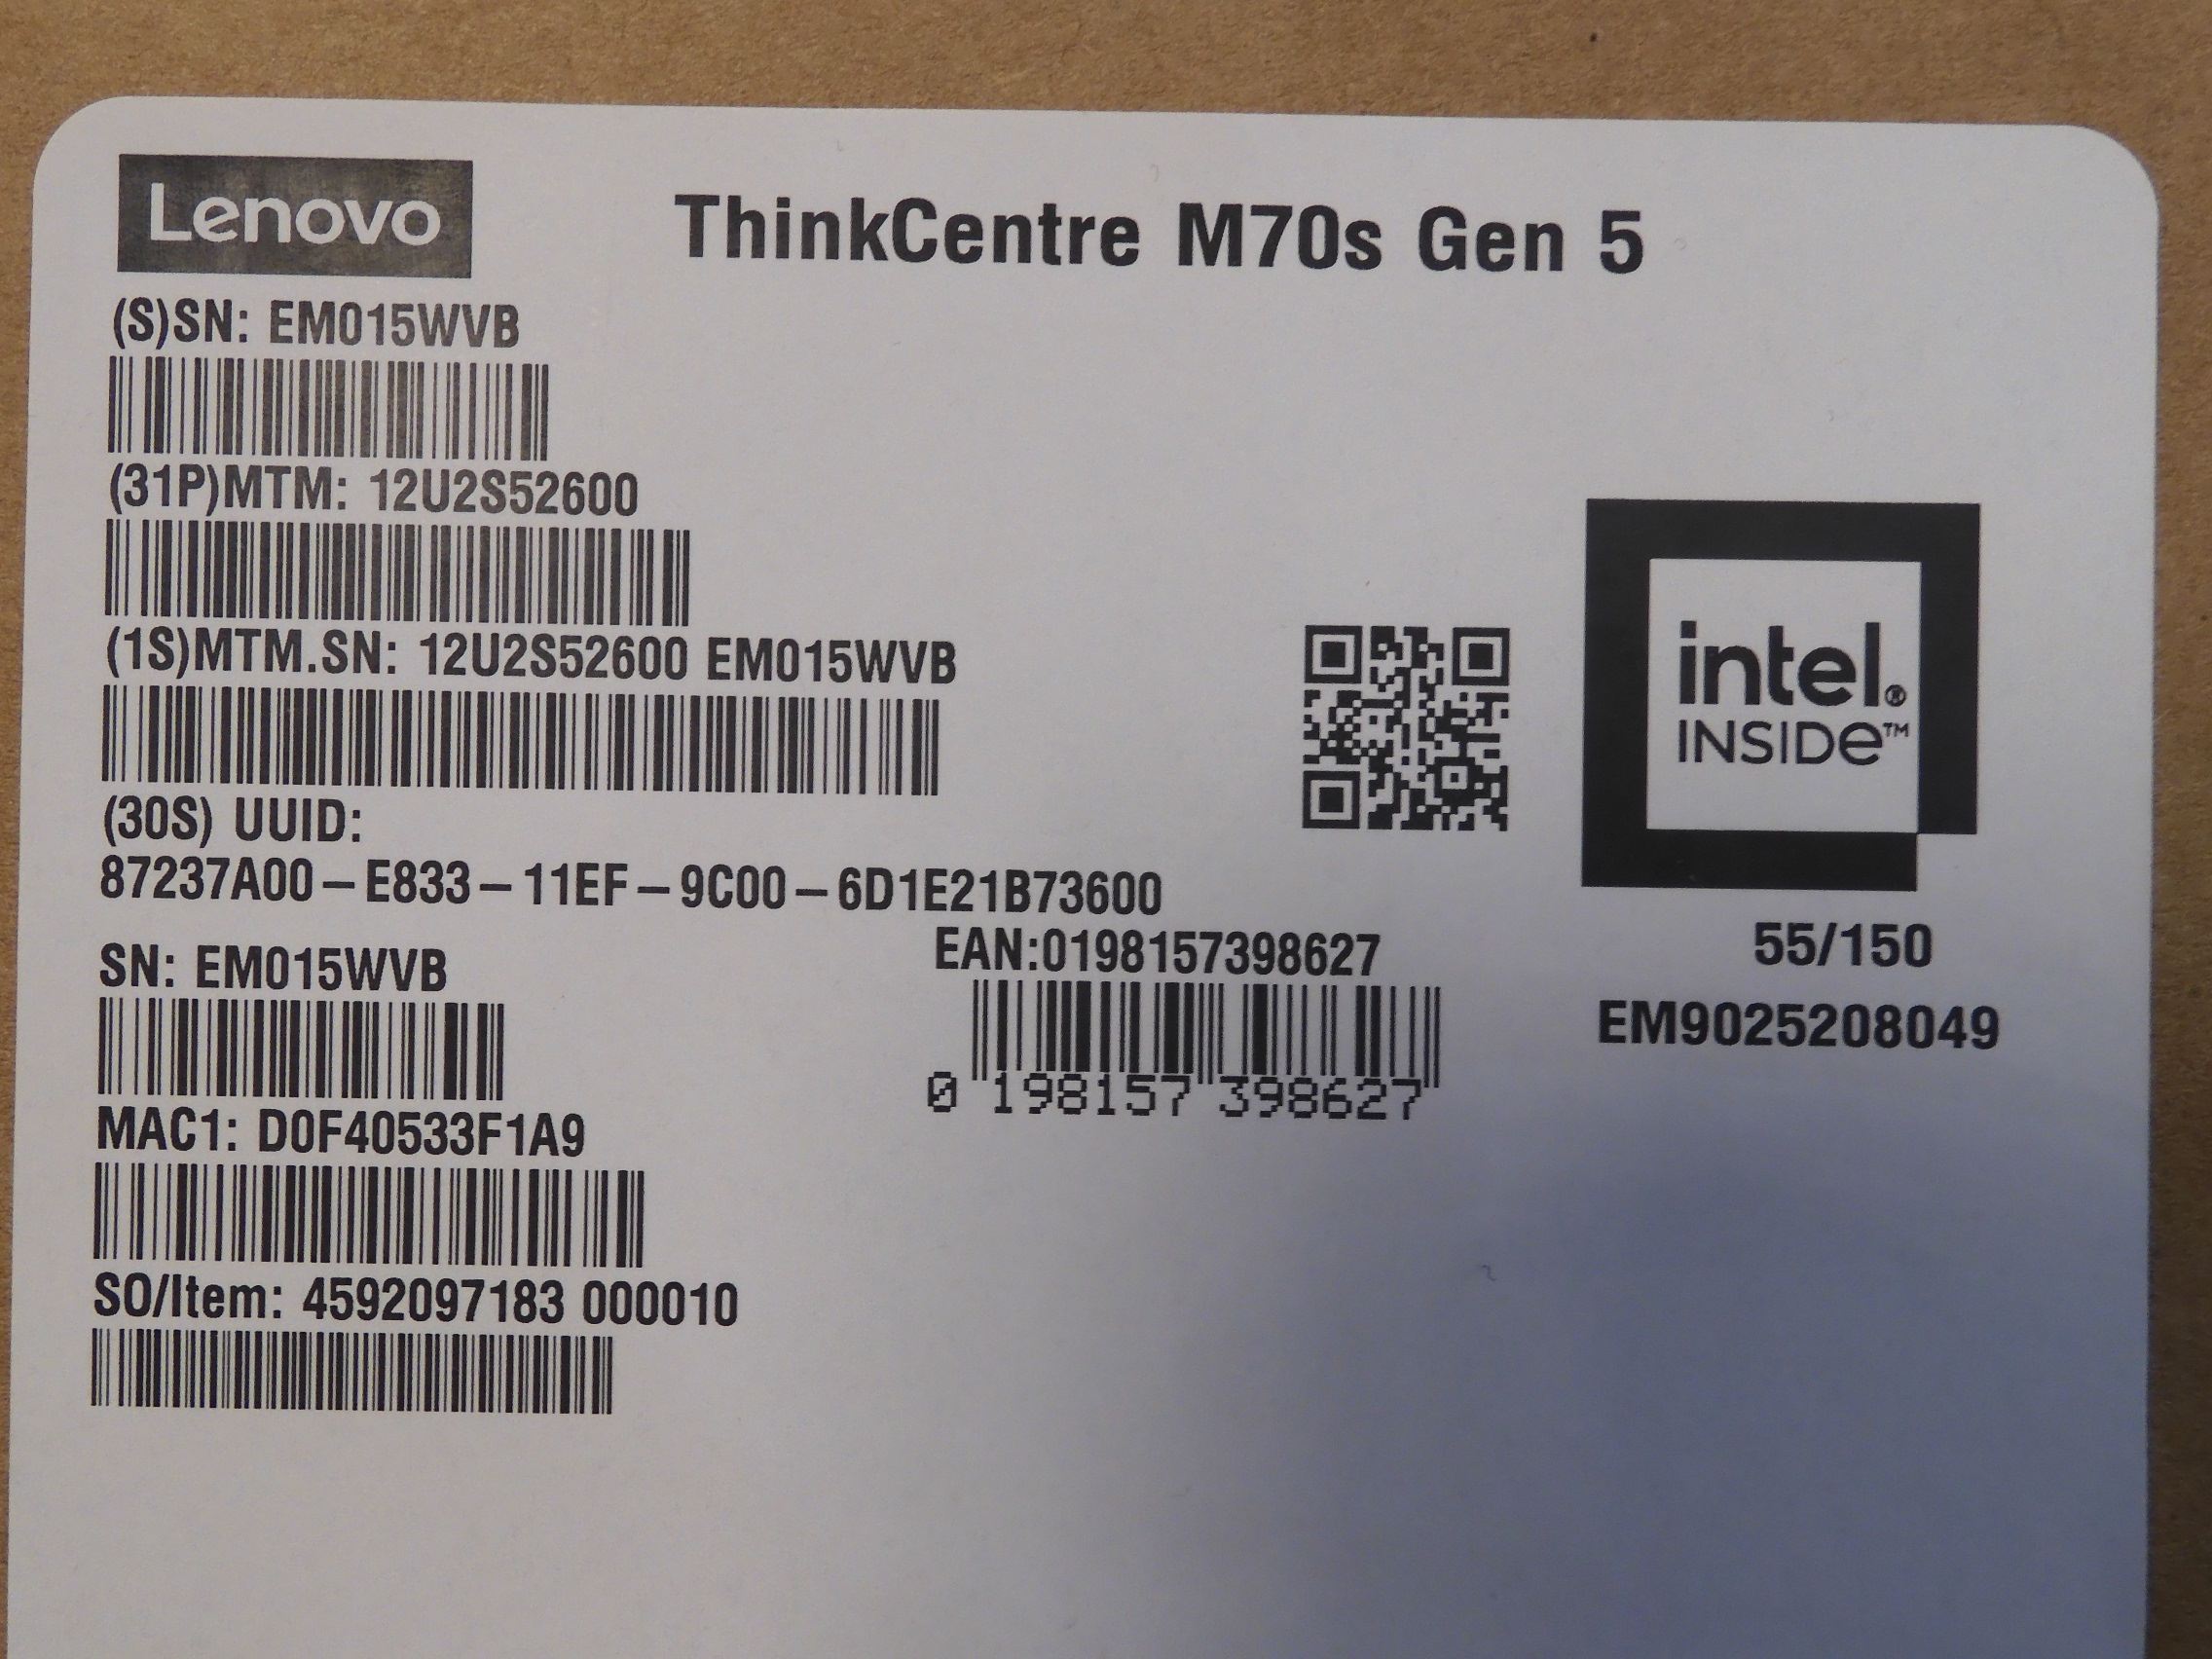 Lenovo
ThinkCentre M70s Gen 5
(S)SN: EM015WVB
(31P)MTM: 12U2S52600
(1S)MTM.SN: 12U2S52600 EM015WVB
(30S) UUID:
87237A00-E833-11EF-9C00-6D1E21B73600
SN: EM015WVB
MAC1: D0F40533F1A9
SO/Item: 4592097183 000010
EAN:0198157398627
0 198157 398627
intel®
INSIDE™
55/150
EM9025208049